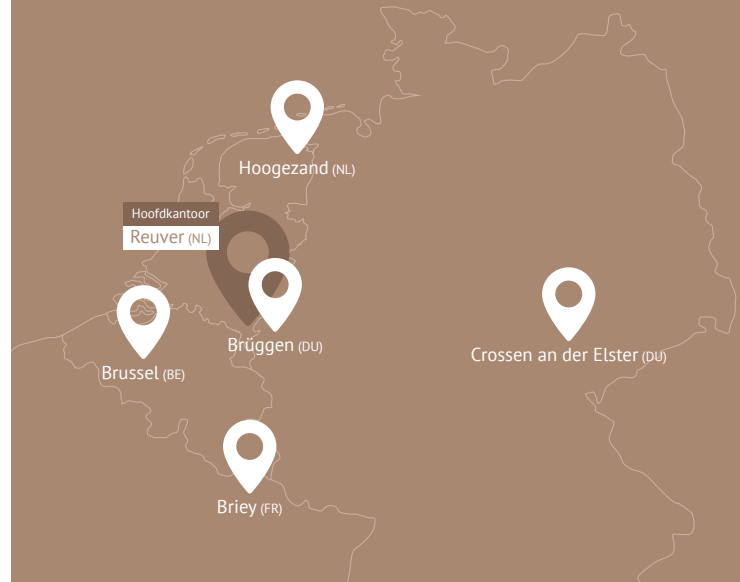 Hoogezand (NL)
Hoofdkantoor
Reuver (NL)
Brüggen (DU)
Crossen an der Elster (DU)
Brussel (BE)
Briey (FR)